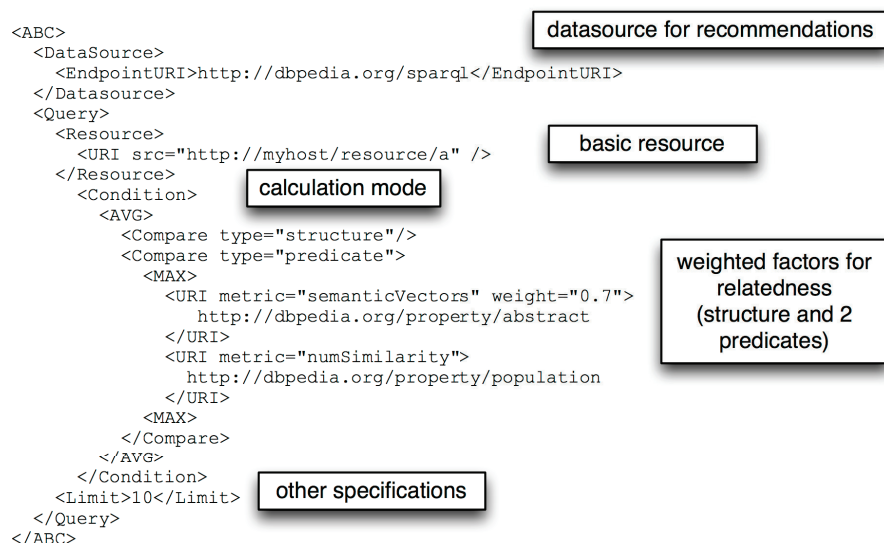 datasource for recommendations
<ABC>
<DataSource>
<EndpointURI>http://dbpedia.org/sparql</EndpointURI>
</Datasource>
<Query>
<Resource>
<URI src="http://myhost/resource/a" />
basic resource
</Resource>
calculation mode
<Condition>
<AVG>
<Compare type="structure"/>
<Compare type="predicate">
<MAX>
<URI metric="semanticVectors" weight="0.7">
http://dbpedia.org/property/abstract
</URI>
<URI metric="numSimilarity">
http://dbpedia.org/property/population
</URI>
<MAX>
</Compare>
</AVG>
</Condition>
<Limit>10</Limit>
</Query>
</ABC>
weighted factors for
relatedness
(structure and 2
predicates)
other specifications